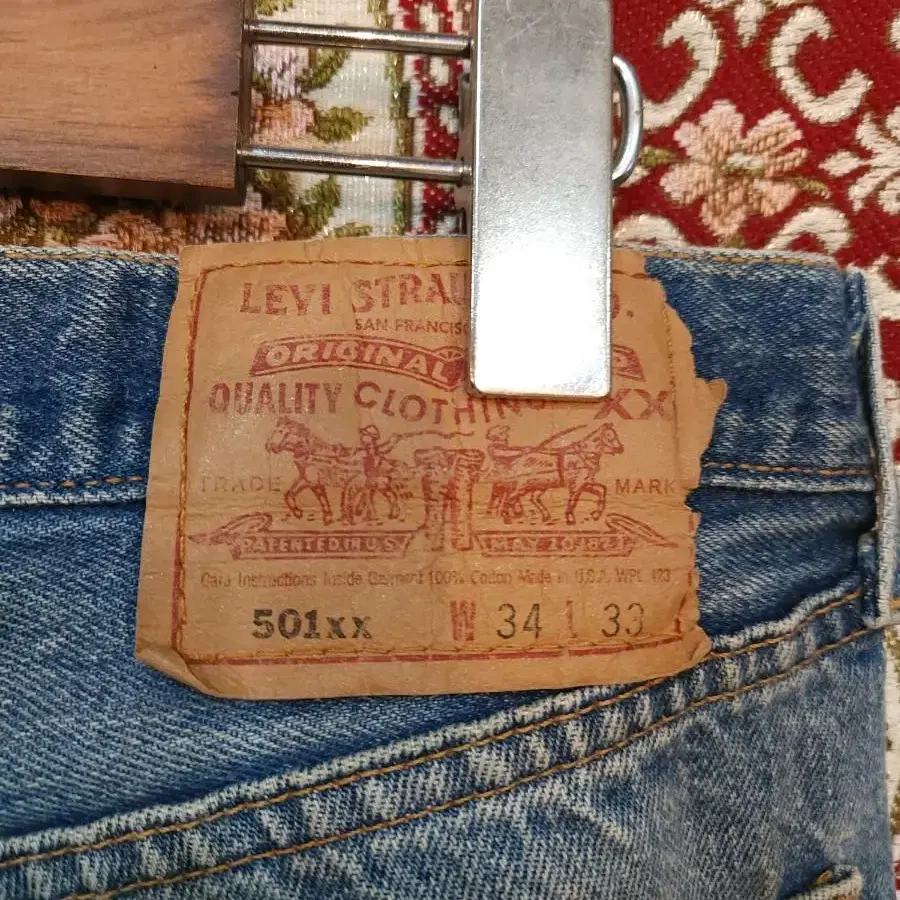 LEVI STRAU
SAN FRANCISC
ORIGINAL
QUALITY CLOTHING XX
TRADE MARK
PATENTED IN U.S. MAY 20 1873
Care Instructions Inside Garment 100% Cotton Made in U.S.A. WPL 423
501xx W 34 L 33